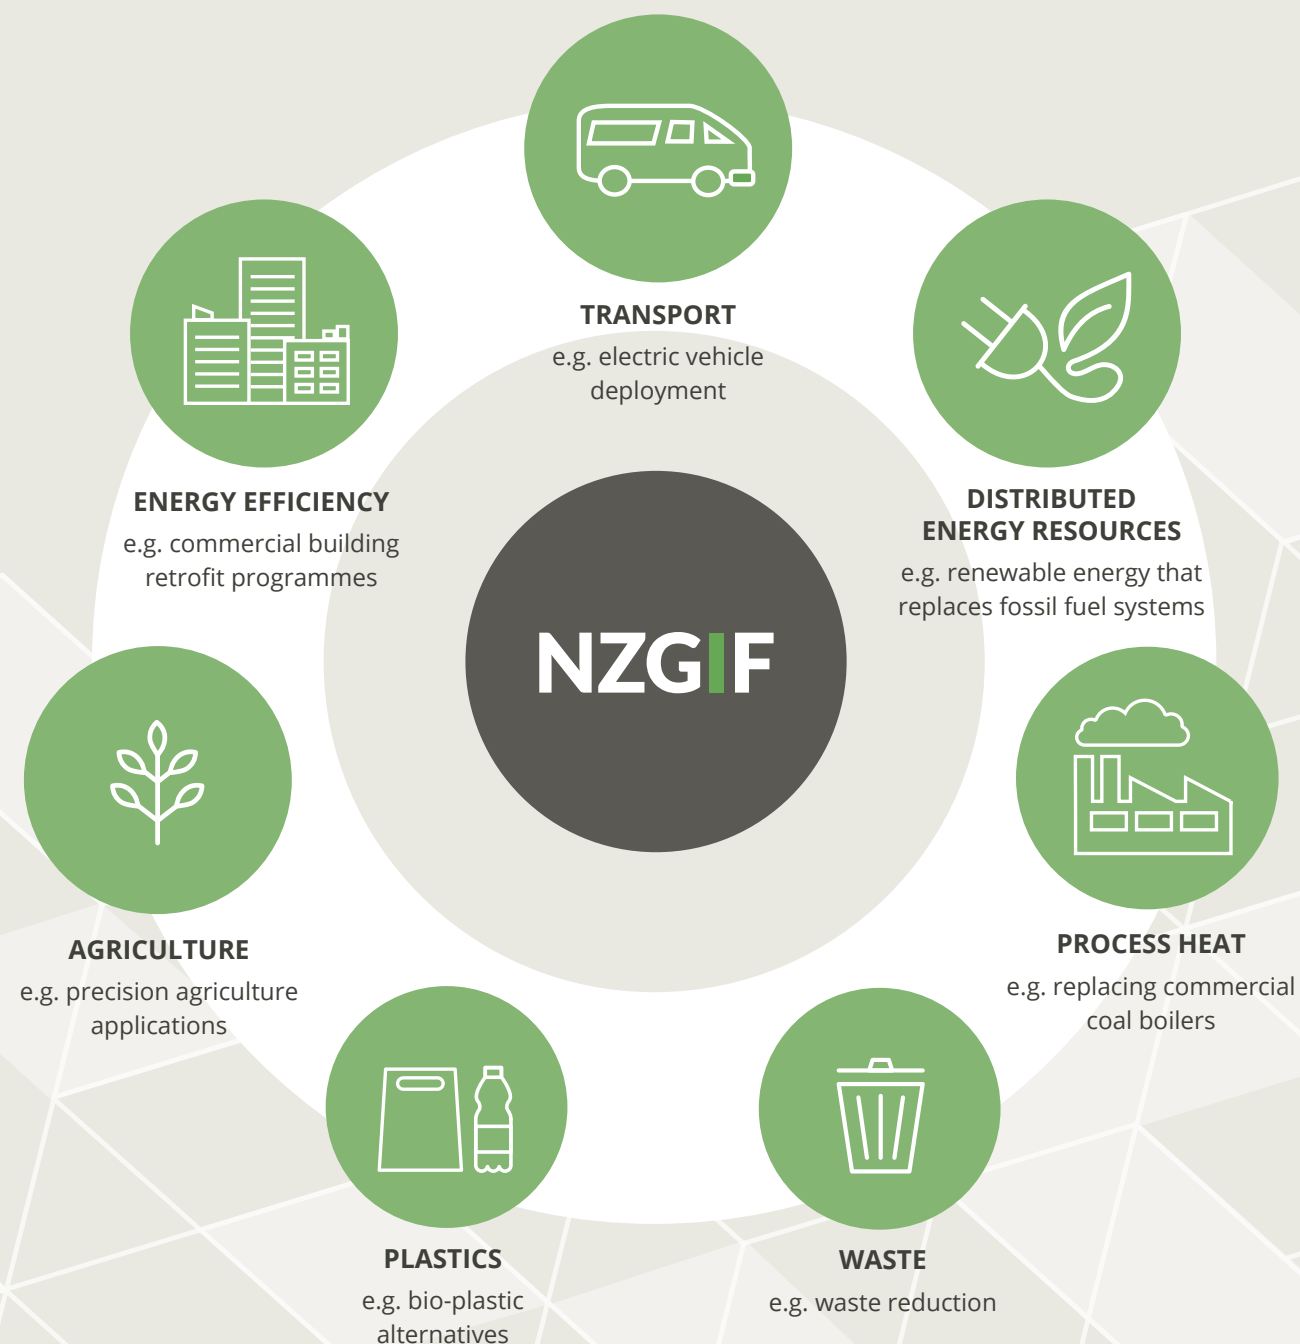 TRANSPORT
e.g. electric vehicle
deployment
ENERGY EFFICIENCY
e.g. commercial building
retrofit programmes
DISTRIBUTED
ENERGY RESOURCES
e.g. renewable energy that
replaces fossil fuel systems
NZGIF
AGRICULTURE
e.g. precision agriculture
applications
PROCESS HEAT
e.g. replacing commercial
coal boilers
PLASTICS
e.g. bio-plastic
alternatives
WASTE
e.g. waste reduction